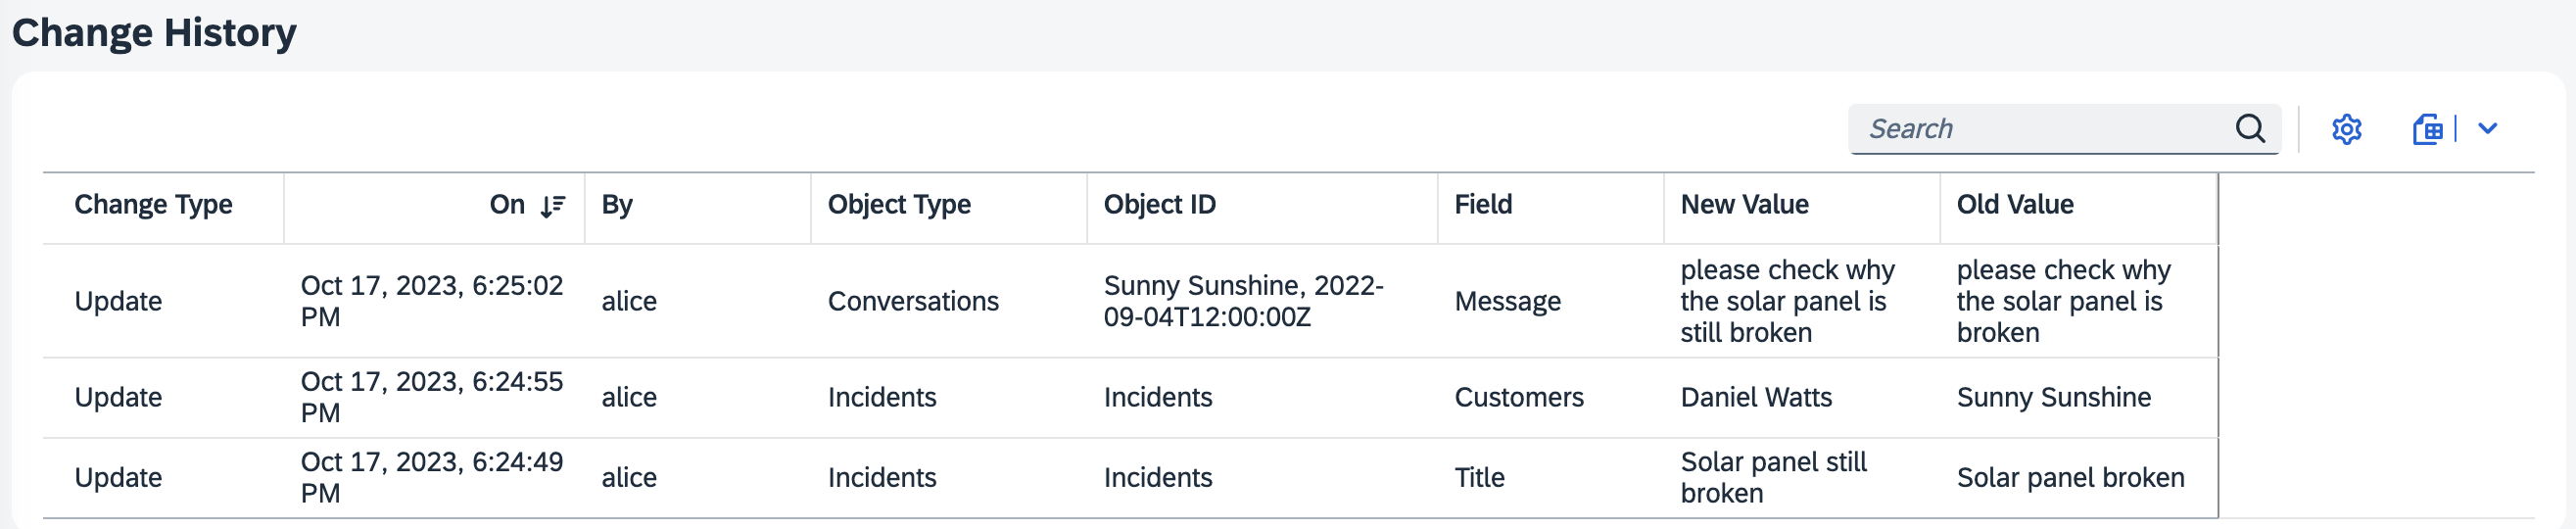 Change History
Search
Change Type On By Object Type Object ID Field New Value Old Value
Update
Oct 17, 2023, 6:25:02
PM
alice
Conversations
Sunny Sunshine, 2022-
09-04T12:00:00Z
Message
please check why
the solar panel is
still broken
please check why
the solar panel is
broken
Update
Oct 17, 2023, 6:24:55
PM
alice
Incidents
Incidents
Customers
Daniel Watts
Sunny Sunshine
Update
Oct 17, 2023, 6:24:49
PM
alice
Incidents
Incidents
Title
Solar panel still
broken
Solar panel broken